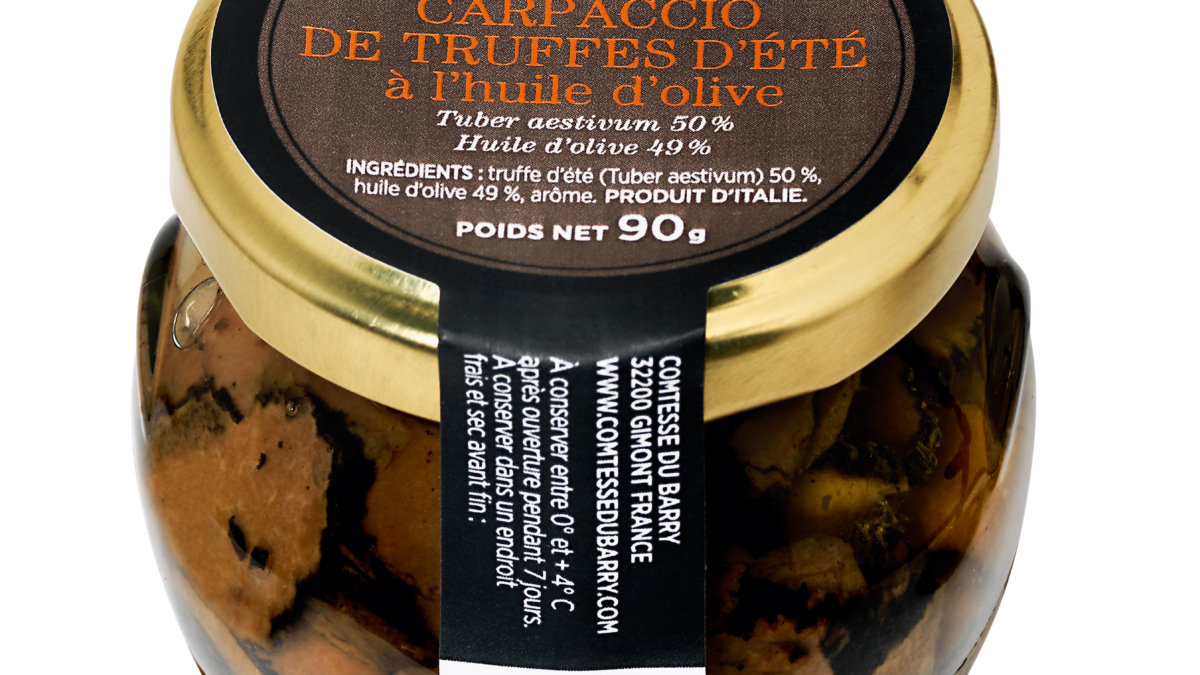 CARPACCIO
DE TRUFFES D'ÉTÉ
à l'huile d'olive
Tuber aestivum 50 %
Huile d'olive 49 %
INGRÉDIENTS : truffe d'été (Tuber aestivum) 50 %,
huile d'olive 49 %, arôme. PRODUIT D'ITALIE.
POIDS NET 90 g
COMTESSE DU BARRY
32200 GIMONT FRANCE
WWW.COMTESSEDUBARRY.COM
À conserver entre 0° et + 4° C
après ouverture pendant 7 jours.
À conserver dans un endroit
frais et sec avant fin :